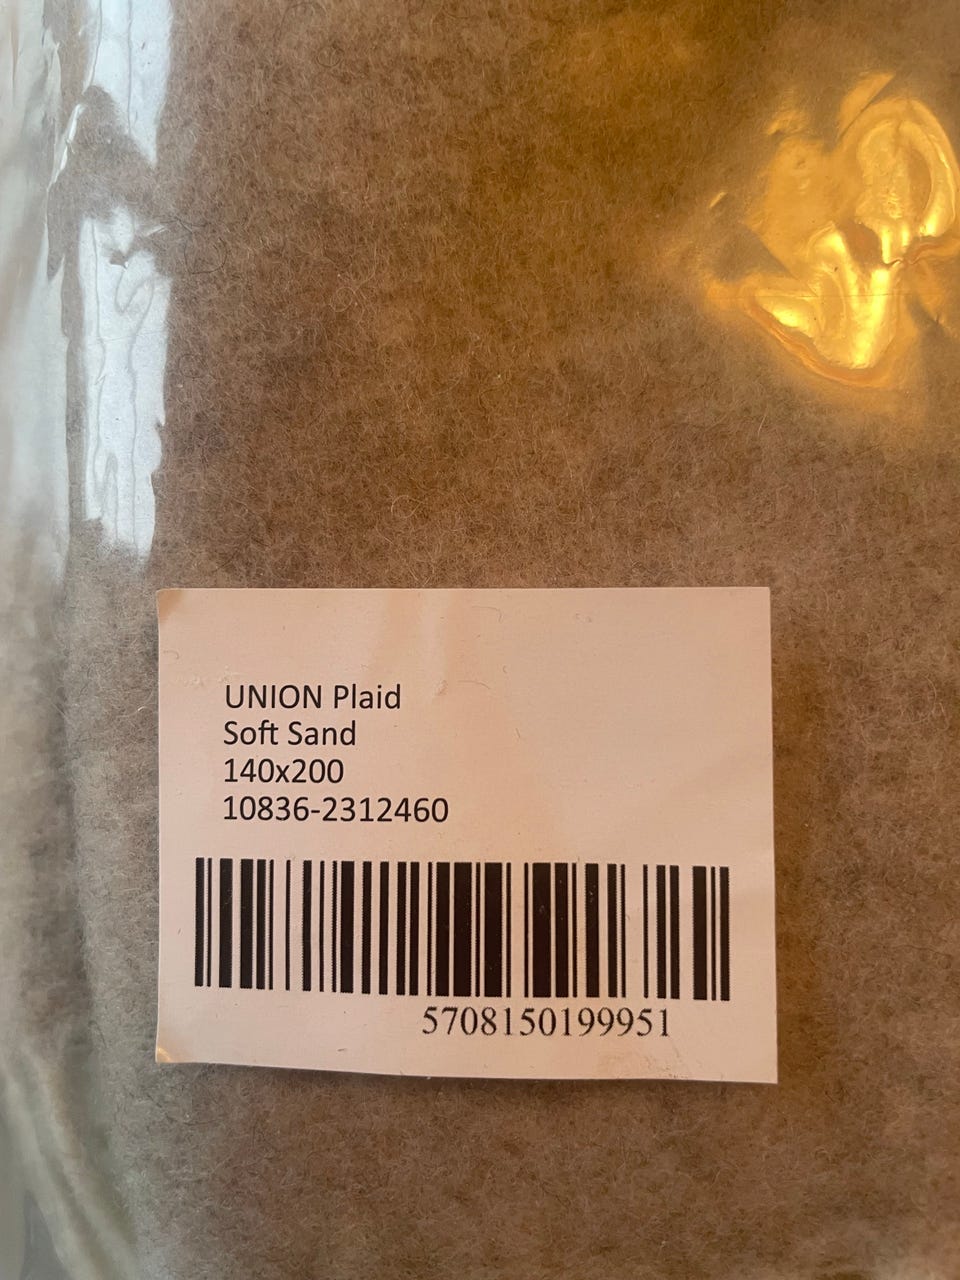 UNION Plaid
Soft Sand
140x200
10836-2312460
5708150199951